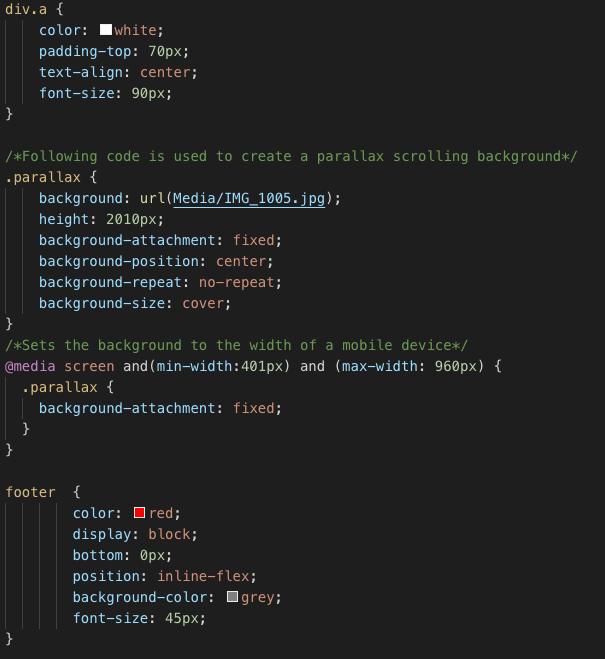 div.a {
    color: white;
    padding-top: 70px;
    text-align: center;
    font-size: 90px;
}

/*Following code is used to create a parallax scrolling background*/
.parallax {
    background: url(Media/IMG_1005.jpg);
    height: 2010px;
    background-attachment: fixed;
    background-position: center;
    background-repeat: no-repeat;
    background-size: cover;
}
/*Sets the background to the width of a mobile device*/
@media screen and(min-width:401px) and (max-width: 960px) {
  .parallax {
    background-attachment: fixed;
  }
}

footer  {
        color: red;
        display: block;
        bottom: 0px;
        position: inline-flex;
        background-color: grey;
        font-size: 45px;
}